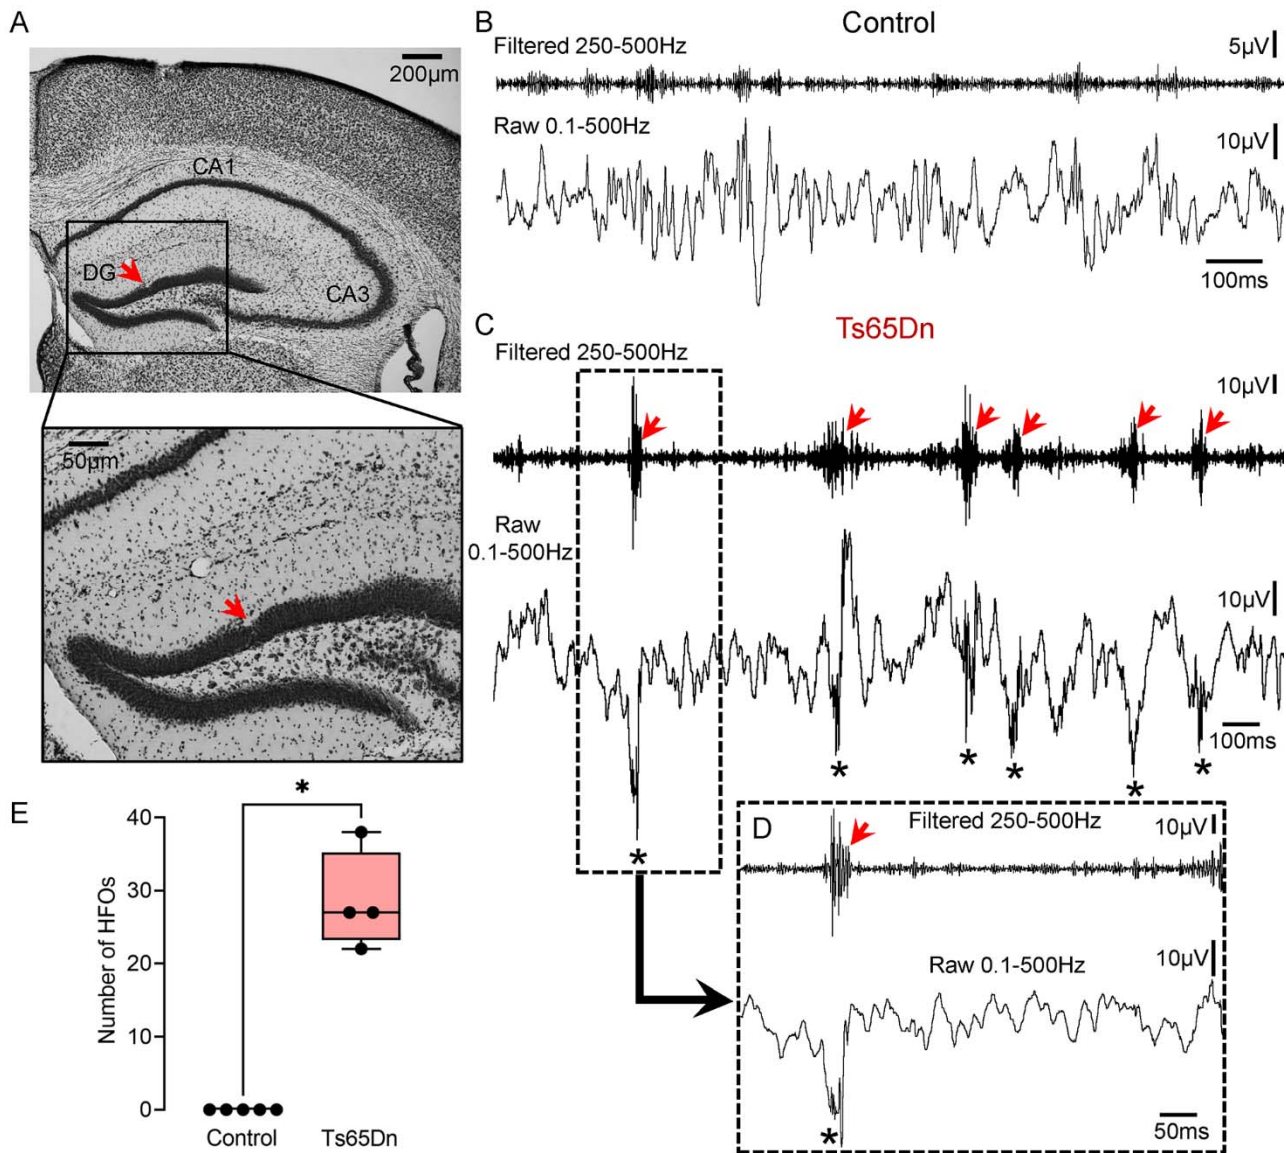 A
200µm
CA1
DG
CA3
50µm
B
Control
Filtered 250-500Hz
5µV
Raw 0.1-500Hz
10µV
100ms
C
Ts65Dn
Filtered 250-500Hz
10µV
Raw
0.1-500Hz
10µV
100ms
*
*
*
*
*
*
D
Filtered 250-500Hz
10µV
Raw 0.1-500Hz
10µV
*
50ms
E
*
Number of HFOs
40
30
20
10
0
Control
Ts65Dn